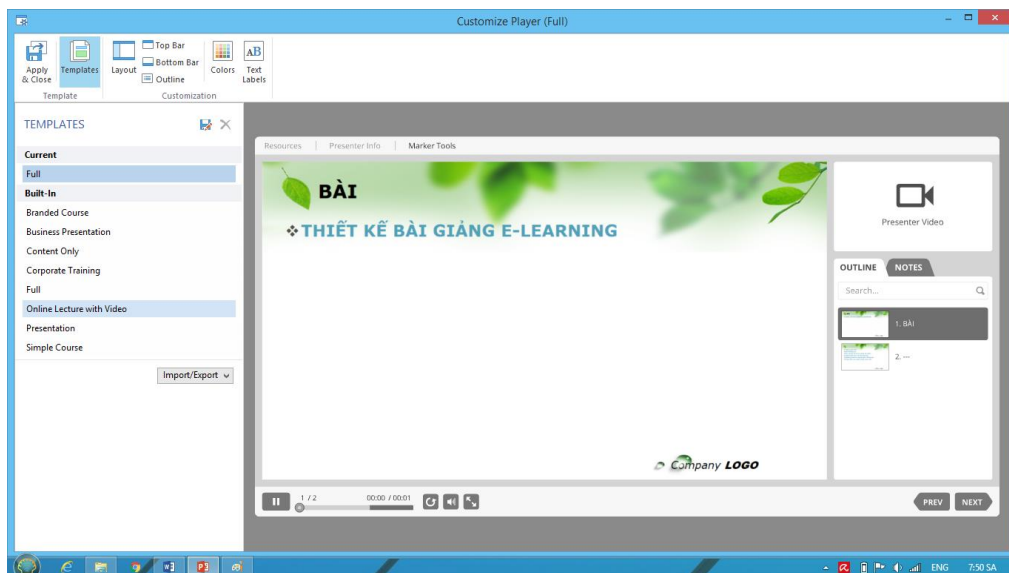 Customize Player (Full)
Apply & Close
Templates
Layout
Top Bar
Bottom Bar
Outline
Colors
Text Labels
Template
Customization
TEMPLATES
Current
Full
Built-In
Branded Course
Business Presentation
Content Only
Corporate Training
Full
Online Lecture with Video
Presentation
Simple Course
Import/Export
Resources | Presenter Info | Marker Tools
BÀI
THIẾT KẾ BÀI GIẢNG E-LEARNING
Company LOGO
Presenter Video
OUTLINE NOTES
Search...
1. BÀI
2. —
1 / 2 00:00 / 00:01
PREV NEXT
ENG 7:50 SA